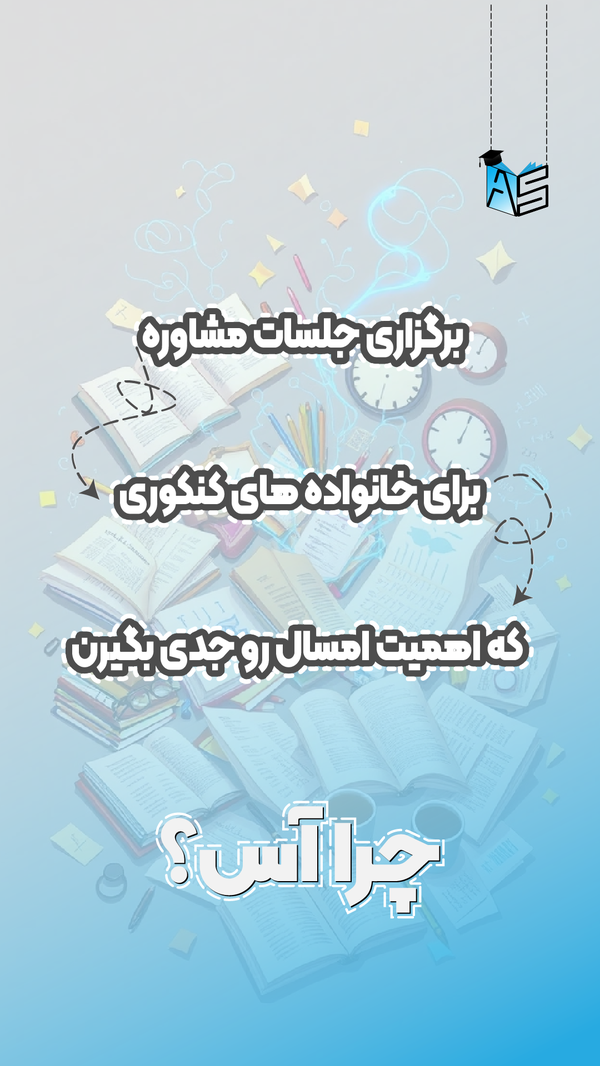 AS
برگزاری جلسات مشاوره
برای خانواده های کنکوری
که اهمیت امسال رو جدی بگیرن
چرا آس؟